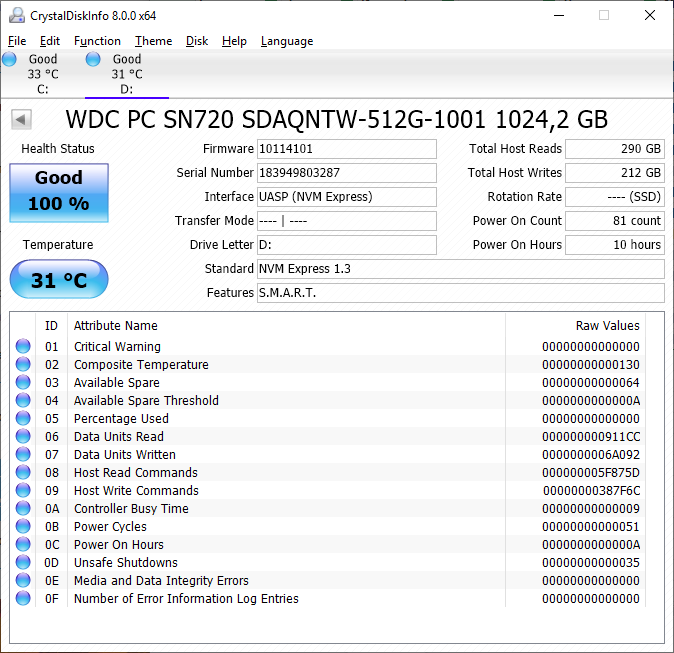 CrystalDiskInfo 8.0.0 x64
File Edit Function Theme Disk Help Language
Good Good
33 °C 31 °C
C: D:
WDC PC SN720 SDAQNTW-512G-1001 1024,2 GB
Health Status
Good
100 %
Temperature
31 °C
Firmware 10114101
Serial Number 183949803287
Interface UASP (NVM Express)
Transfer Mode ---- | ----
Drive Letter D:
Standard NVM Express 1.3
Features S.M.A.R.T.
Total Host Reads 290 GB
Total Host Writes 212 GB
Rotation Rate ---- (SSD)
Power On Count 81 count
Power On Hours 10 hours
ID Attribute Name Raw Values
01 Critical Warning 00000000000000
02 Composite Temperature 00000000000130
03 Available Spare 00000000000064
04 Available Spare Threshold 0000000000000A
05 Percentage Used 00000000000000
06 Data Units Read 000000000911CC
07 Data Units Written 0000000006A092
08 Host Read Commands 000000005F875D
09 Host Write Commands 00000000387F6C
0A Controller Busy Time 00000000000009
0B Power Cycles 00000000000051
0C Power On Hours 0000000000000A
0D Unsafe Shutdowns 00000000000035
0E Media and Data Integrity Errors 00000000000000
0F Number of Error Information Log Entries 00000000000000